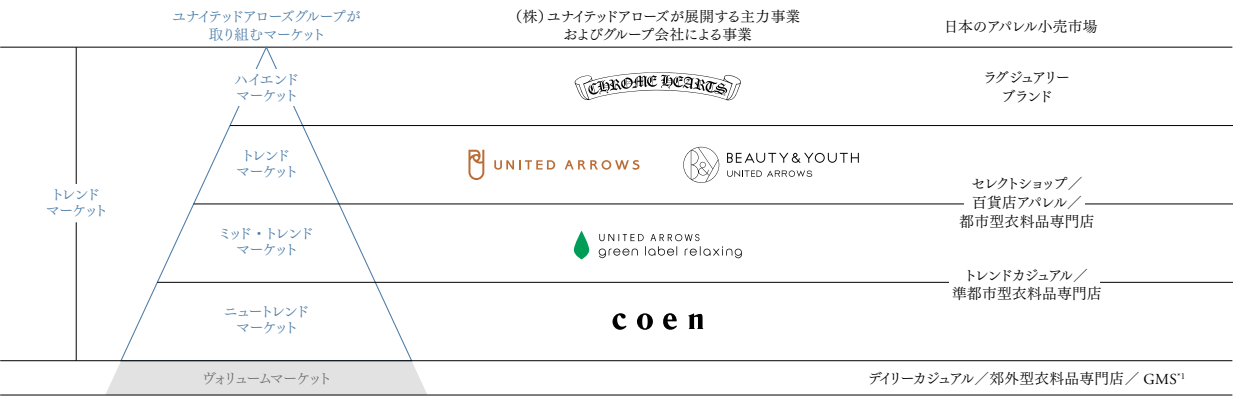 ユナイテッドアローズグループが
取り組むマーケット
(株)ユナイテッドアローズが展開する主力事業
およびグループ会社による事業
日本のアパレル小売市場
トレンド
マーケット
ハイエンド
マーケット
CHROME HEARTS
ラグジュアリー
ブランド
トレンド
マーケット
UNITED ARROWS
B&Y
BEAUTY&YOUTH
UNITED ARROWS
セレクトショップ／
百貨店アパレル／
都市型衣料品専門店
ミッド・トレンド
マーケット
UNITED ARROWS
green label relaxing
トレンドカジュアル／
準都市型衣料品専門店
ニュートレンド
マーケット
coen
ヴォリュームマーケット
デイリーカジュアル／郊外型衣料品専門店／ GMS*1